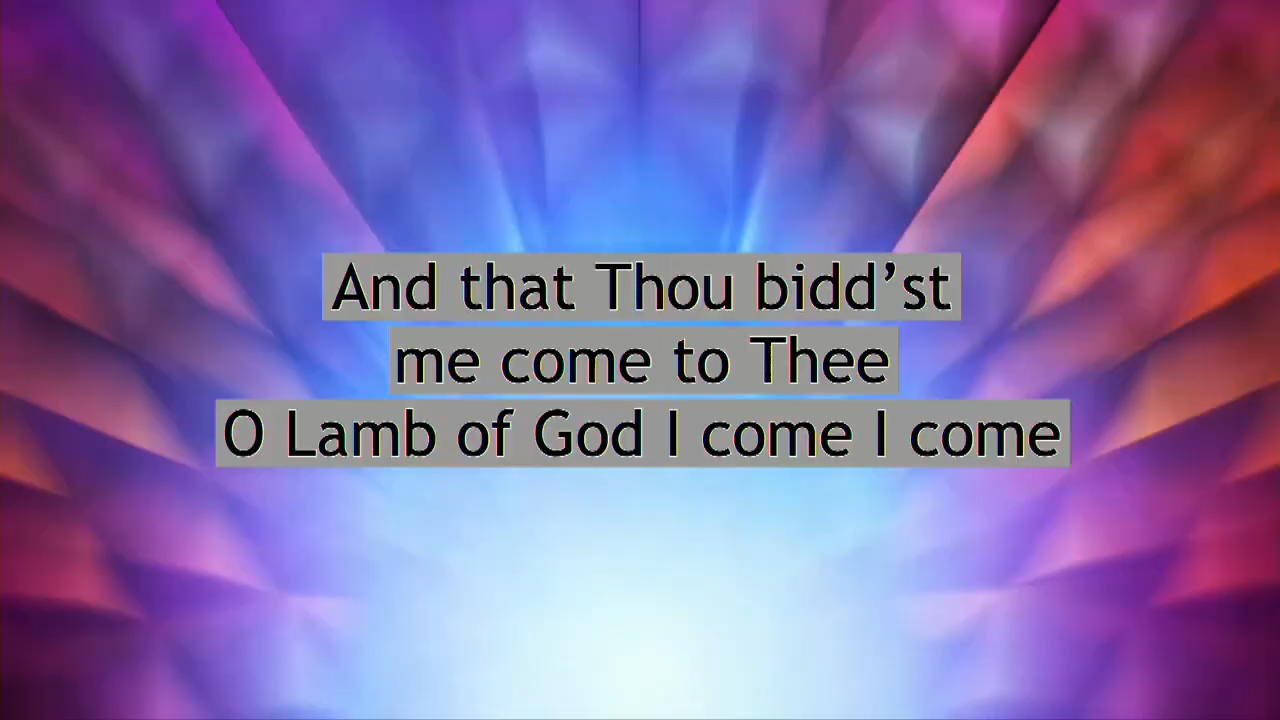 And that Thou bidd’st
me come to Thee
O Lamb of God I come I come